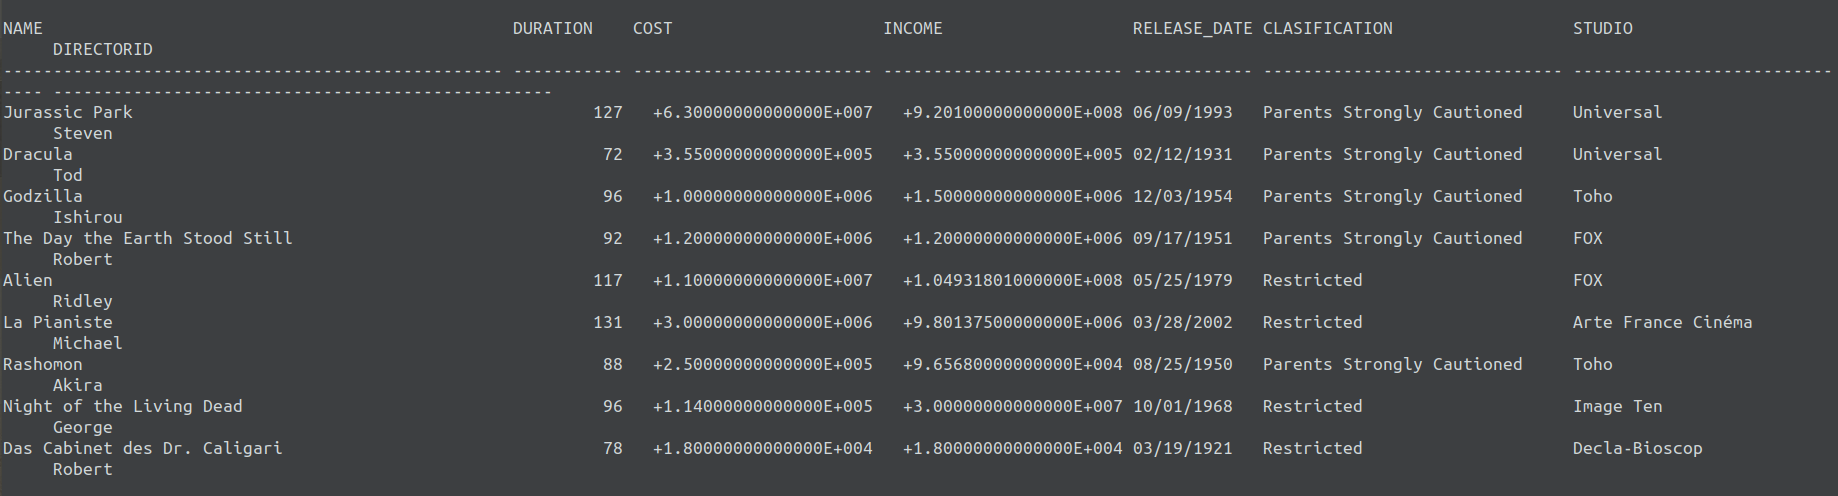 NAME                                               DURATION    COST                     INCOME                   RELEASE_DATE CLASIFICATION                  STUDIO
     DIRECTORID
-------------------------------------------------- ----------- ------------------------ ------------------------ ------------ ------------------------------ --------------------------
---- --------------------------------------------------
Jurassic Park                                              127   +6.30000000000000E+007   +9.20100000000000E+008 06/09/1993   Parents Strongly Cautioned     Universal
     Steven
Dracula                                                     72   +3.55000000000000E+005   +3.55000000000000E+005 02/12/1931   Parents Strongly Cautioned     Universal
     Tod
Godzilla                                                    96   +1.00000000000000E+006   +1.50000000000000E+006 12/03/1954   Parents Strongly Cautioned     Toho
     Ishirou
The Day the Earth Stood Still                               92   +1.20000000000000E+006   +1.20000000000000E+006 09/17/1951   Parents Strongly Cautioned     FOX
     Robert
Alien                                                      117   +1.10000000000000E+007   +1.04931801000000E+008 05/25/1979   Restricted                     FOX
     Ridley
La Pianiste                                                131   +3.00000000000000E+006   +9.80137500000000E+006 03/28/2002   Restricted                     Arte France Cinéma
     Michael
Rashomon                                                    88   +2.50000000000000E+005   +9.65680000000000E+004 08/25/1950   Parents Strongly Cautioned     Toho
     Akira
Night of the Living Dead                                    96   +1.14000000000000E+005   +3.00000000000000E+007 10/01/1968   Restricted                     Image Ten
     George
Das Cabinet des Dr. Caligari                                78   +1.80000000000000E+004   +1.80000000000000E+004 03/19/1921   Restricted                     Decla-Bioscop
     Robert